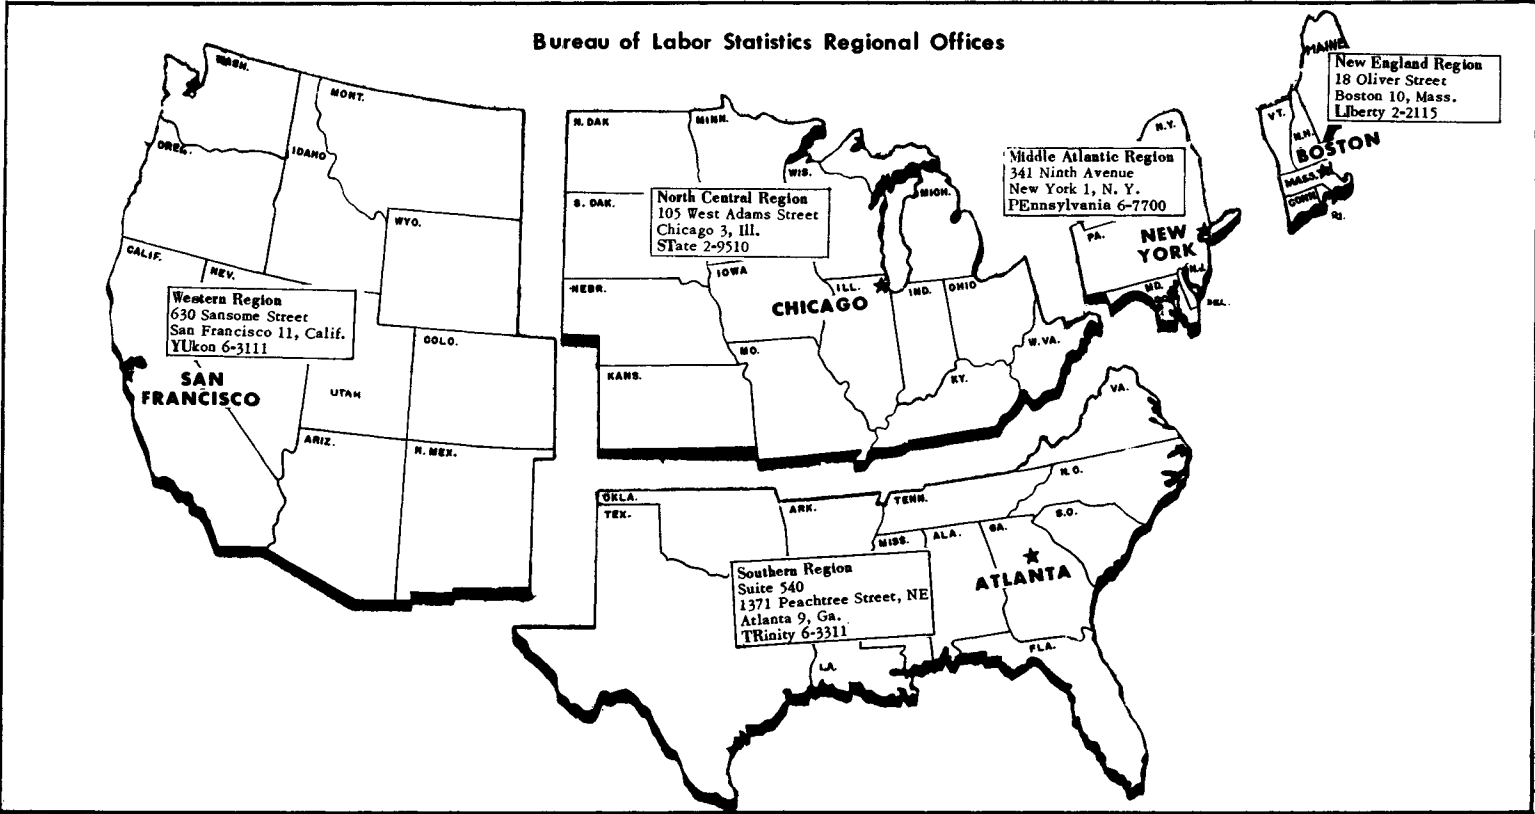 Bureau of Labor Statistics Regional Offices
WASH.
MONT.
OREG.
IDAHO
WYO.
CALIF.
NEV.
Western Region
630 Sansome Street
San Francisco 11, Calif.
YUkon 6-3111
SAN
FRANCISCO
UTAH
COLO.
ARIZ.
N. MEX.
N. DAK
MINN.
S. DAK.
WIS.
MICH.
North Central Region
105 West Adams Street
Chicago 3, Ill.
STate 2-9510
NEBR.
IOWA
ILL.
CHICAGO
IND.
OHIO
MO.
KANS.
KY.
W. VA.
N.Y.
Middle Atlantic Region
341 Ninth Avenue
New York 1, N. Y.
PEnnsylvania 6-7700
PA.
NEW
YORK
N.J.
MD.
DEL.
MAINE
New England Region
18 Oliver Street
Boston 10, Mass.
LIberty 2-2115
VT.
N.H.
BOSTON
MASS.
CONN.
R.I.
VA.
N.C.
S.C.
OKLA.
TEX.
ARK.
TENN.
MISS.
ALA.
GA.
ATLANTA
Southern Region
Suite 540
1371 Peachtree Street, NE
Atlanta 9, Ga.
TRinity 6-3311
LA.
FLA.